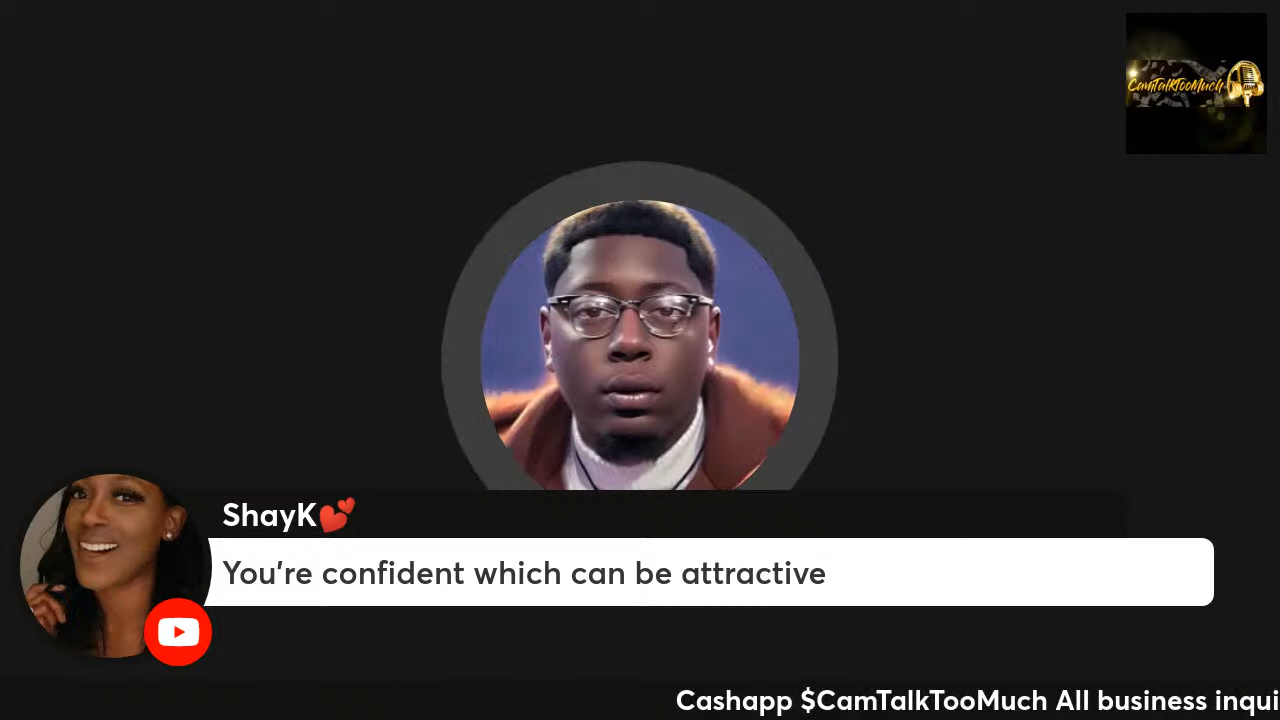 CamTalkTooMuch
ShayK💕
You're confident which can be attractive
Cashapp $CamTalkTooMuch All business inqui